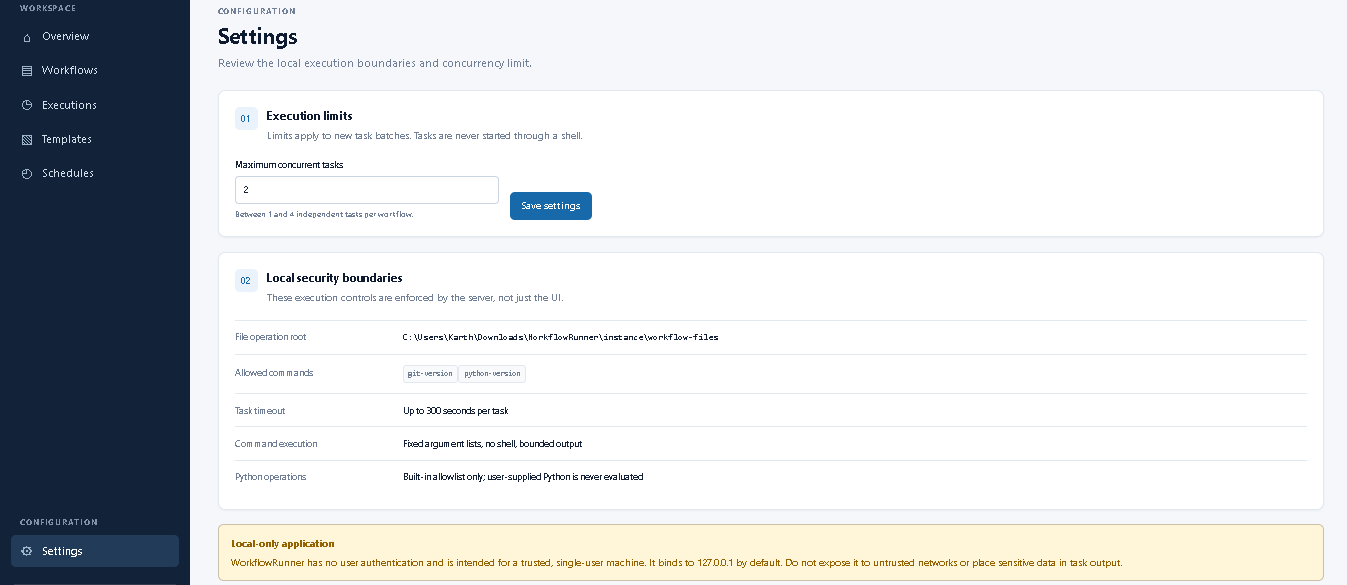 WORKSPACE
Overview
Workflows
Executions
Templates
Schedules
CONFIGURATION
Settings
CONFIGURATION
Settings
Review the local execution boundaries and concurrency limit.
01
Execution limits
Limits apply to new task batches. Tasks are never started through a shell.
Maximum concurrent tasks
2
Save settings
Between 1 and 4 independent tasks per workflow.
02
Local security boundaries
These execution controls are enforced by the server, not just the UI.
File operation root C:\Users\Karth\Downloads\WorkflowRunner\instance\workflow-files
Allowed commands git-version python-version
Task timeout Up to 300 seconds per task
Command execution Fixed argument lists, no shell, bounded output
Python operations Built-in allowlist only; user-supplied Python is never evaluated
Local-only application
WorkflowRunner has no user authentication and is intended for a trusted, single-user machine. It binds to 127.0.0.1 by default. Do not expose it to untrusted networks or place sensitive data in task output.